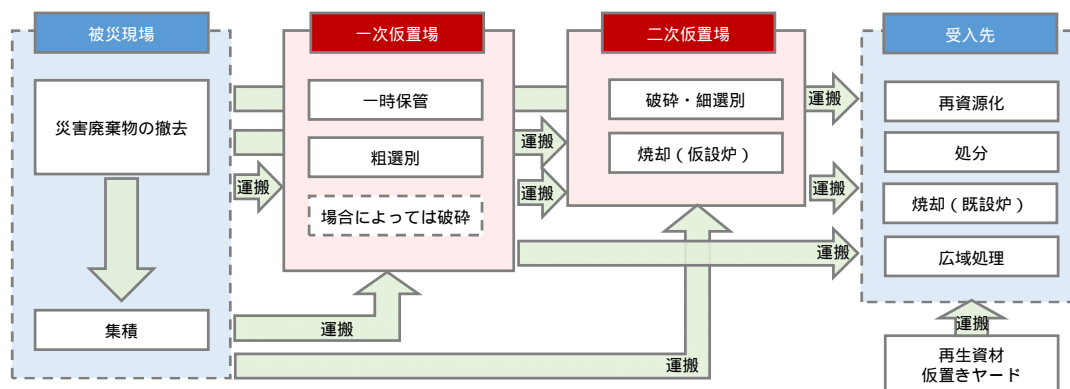 被災現場
災害廃棄物の撤去
集積
一次仮置場
一時保管
粗選別
場合によっては破砕
二次仮置場
破砕・細選別
焼却（仮設炉）
受入先
再資源化
処分
焼却（既設炉）
広域処理
運搬
運搬
運搬
運搬
運搬
運搬
運搬
運搬
運搬
運搬
再生資材
仮置きヤード